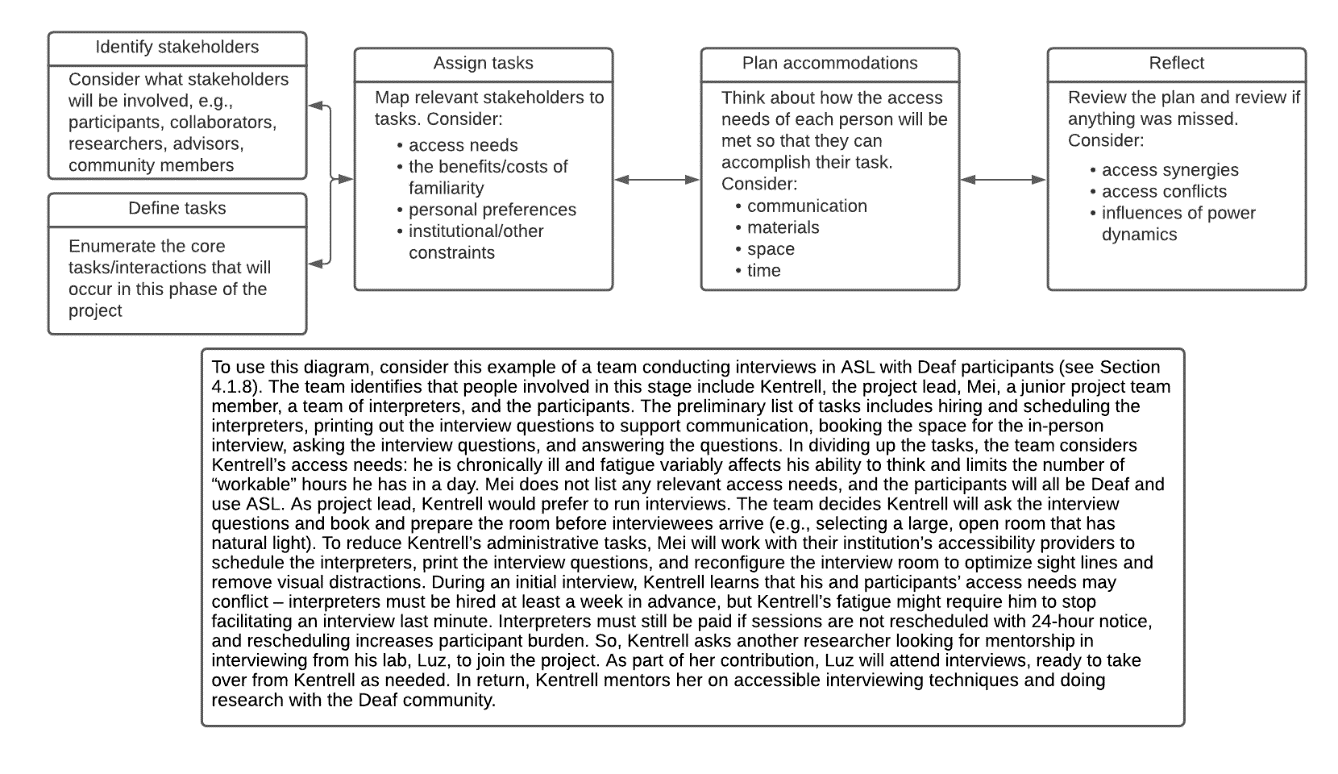 Identify stakeholders
Consider what stakeholders
will be involved, e.g.,
participants, collaborators,
researchers, advisors,
community members
Define tasks
Enumerate the core
tasks/interactions that will
occur in this phase of the
project
Assign tasks
Map relevant stakeholders to
tasks. Consider:
• access needs
• the benefits/costs of
familiarity
• personal preferences
• institutional/other
constraints
Plan accommodations
Think about how the access
needs of each person will be
met so that they can
accomplish their task.
Consider:
• communication
• materials
• space
• time
Reflect
Review the plan and review if
anything was missed.
Consider:
• access synergies
• access conflicts
• influences of power
dynamics
To use this diagram, consider this example of a team conducting interviews in ASL with Deaf participants (see Section
4.1.8). The team identifies that people involved in this stage include Kentrell, the project lead, Mei, a junior project team
member, a team of interpreters, and the participants. The preliminary list of tasks includes hiring and scheduling the
interpreters, printing out the interview questions to support communication, booking the space for the in-person
interview, asking the interview questions, and answering the questions. In dividing up the tasks, the team considers
Kentrell's access needs: he is chronically ill and fatigue variably affects his ability to think and limits the number of
“workable” hours he has in a day. Mei does not list any relevant access needs, and the participants will all be Deaf and
use ASL. As project lead, Kentrell would prefer to run interviews. The team decides Kentrell will ask the interview
questions and book and prepare the room before interviewees arrive (e.g., selecting a large, open room that has
natural light). To reduce Kentrell's administrative tasks, Mei will work with their institution's accessibility providers to
schedule the interpreters, print the interview questions, and reconfigure the interview room to optimize sight lines and
remove visual distractions. During an initial interview, Kentrell learns that his and participants' access needs may
conflict – interpreters must be hired at least a week in advance, but Kentrell's fatigue might require him to stop
facilitating an interview last minute. Interpreters must still be paid if sessions are not rescheduled with 24-hour notice,
and rescheduling increases participant burden. So, Kentrell asks another researcher looking for mentorship in
interviewing from his lab, Luz, to join the project. As part of her contribution, Luz will attend interviews, ready to take
over from Kentrell as needed. In return, Kentrell mentors her on accessible interviewing techniques and doing
research with the Deaf community.